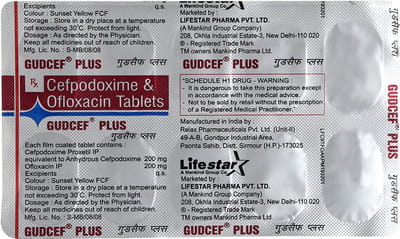 Excipients q.s.
Colour : Sunset Yellow FCF
Storage : Store in a dry place at a temperature
not exceeding 30°C. Protect from light.
Dosage : As directed by the Physician.
Keep all medicines out of reach of children.
Mfg. Lic. No. : S-MB/08/08
GUDCEF® PLUS गुडसैफ प्लस
Rx
Cefpodoxime &
Ofloxacin Tablets
GUDCEF® PLUS
गुडसैफ प्लस
Each film coated tablet contains :
Cefpodoxime Proxetil IP
equivalent to Anhydrous Cefpodoxime 200 mg
Ofloxacin IP 200 mg
Excipients q.s.
Colour : Sunset Yellow FCF
Storage : Store in a dry place at a temperature
not exceeding 30°C. Protect from light.
Dosage : As directed by the Physician.
Keep all medicines out of reach of children.
Mfg. Lic. No. : S-MB/08/08
GUDCEF® PLUS गुडसैफ प्लस
Marketed by :
LIFESTAR PHARMA PVT. LTD.
(A Mankind Group Company)
208, Okhla Industrial Estate-3, New Delhi-110 020
® - Registered Trade Mark
TM owners Mankind Pharma Ltd.
GUDCEF® PLUS गुडसैफ प्लस
"SCHEDULE H1 DRUG - WARNING :
- It is dangerous to take this preparation except
in accordance with the medical advice.
- Not to be sold by retail without the prescription
of a Registered Medical Practitioner."
Manufactured in India by :
Relax Pharmaceuticals Pvt. Ltd. (Unit-II)
49-A-B, Gondpur Industrial Area,
Paonta Sahib, Distt. Sirmour (H.P.)-173025
Lifestar
A Mankind Group Co.
Marketed by :
LIFESTAR PHARMA PVT. LTD.
(A Mankind Group Company)
208, Okhla Industrial Estate-3, New Delhi-110 020
® - Registered Trade Mark
TM owners Mankind Pharma Ltd.
GUDCEF® PLUS गुडसैफ प्लस
GUDCEF® PLUS